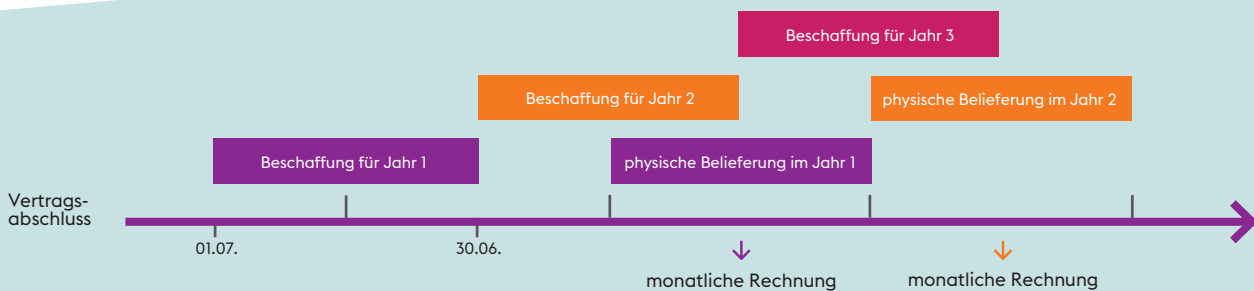 Beschaffung für Jahr 3
Beschaffung für Jahr 2
physische Belieferung im Jahr 2
Beschaffung für Jahr 1
physische Belieferung im Jahr 1
Vertrags-
abschluss
01.07.
30.06.
monatliche Rechnung
monatliche Rechnung